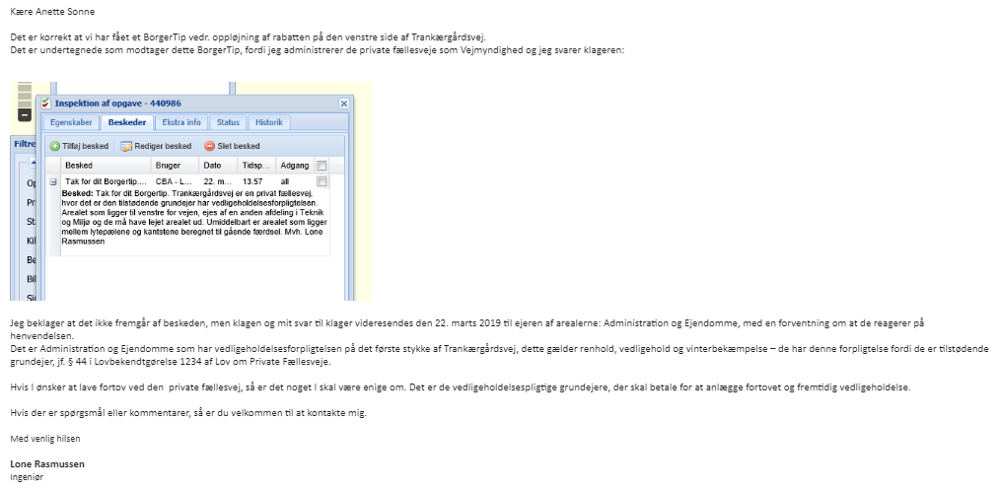 Kære Anette Sonne
Det er korrekt at vi har fået et BorgerTip vedr. oppløjning af rabatten på den venstre side af Trankærgårdsvej.
Det er undertegnede som modtager dette BorgerTip, fordi jeg administrerer de private fællesveje som Vejmyndighed og jeg svarer klageren:
Inspektion af opgave - 440986
Egenskaber Beskeder Ekstra info Status Historik
Filtre
Tilføj besked Rediger besked Slet besked
Besked Bruger Dato Tidsp... Adgang
Tak for dit Borgertip.... CBA - L... 22. m... 13:57 all
Besked: Tak for dit Borgertip. Trankærgårdsvej er en privat fællesvej,
hvor det er den tilstødende grundejer har vedligeholdelsesforpligtelsen.
Arealet som ligger til venstre for vejen, ejes af en anden afdeling i Teknik
og Miljø og de må have lejet arealet ud. Umiddelbart er arealet som ligger
mellem lytepælene og kantstene beregnet til gående færdsel. Mvh. Lone
Rasmussen
Op
Pr
St
Kil
Be
Bil
Sir
Jeg beklager at det ikke fremgår af beskeden, men klagen og mit svar til klager videresendes den 22. marts 2019 til ejeren af arealerne: Administration og Ejendomme, med en forventning om at de reagerer på
henvendelsen.
Det er Administration og Ejendomme som har vedligeholdelsesforpligtelsen på det første stykke af Trankærgårdsvej, dette gælder renhold, vedligehold og vinterbekæmpelse – de har denne forpligtelse fordi de er tilstødende
grundejer, jf. § 44 i Lovbekendtgørelse 1234 af Lov om Private Fællesveje.
Hvis I ønsker at lave fortov ved den private fællesvej, så er det noget I skal være enige om. Det er de vedligeholdelsespligtige grundejere, der skal betale for at anlægge fortovet og fremtidig vedligeholdelse.
Hvis der er spørgsmål eller kommentarer, så er du velkommen til at kontakte mig.
Med venlig hilsen
Lone Rasmussen
Ingeniør